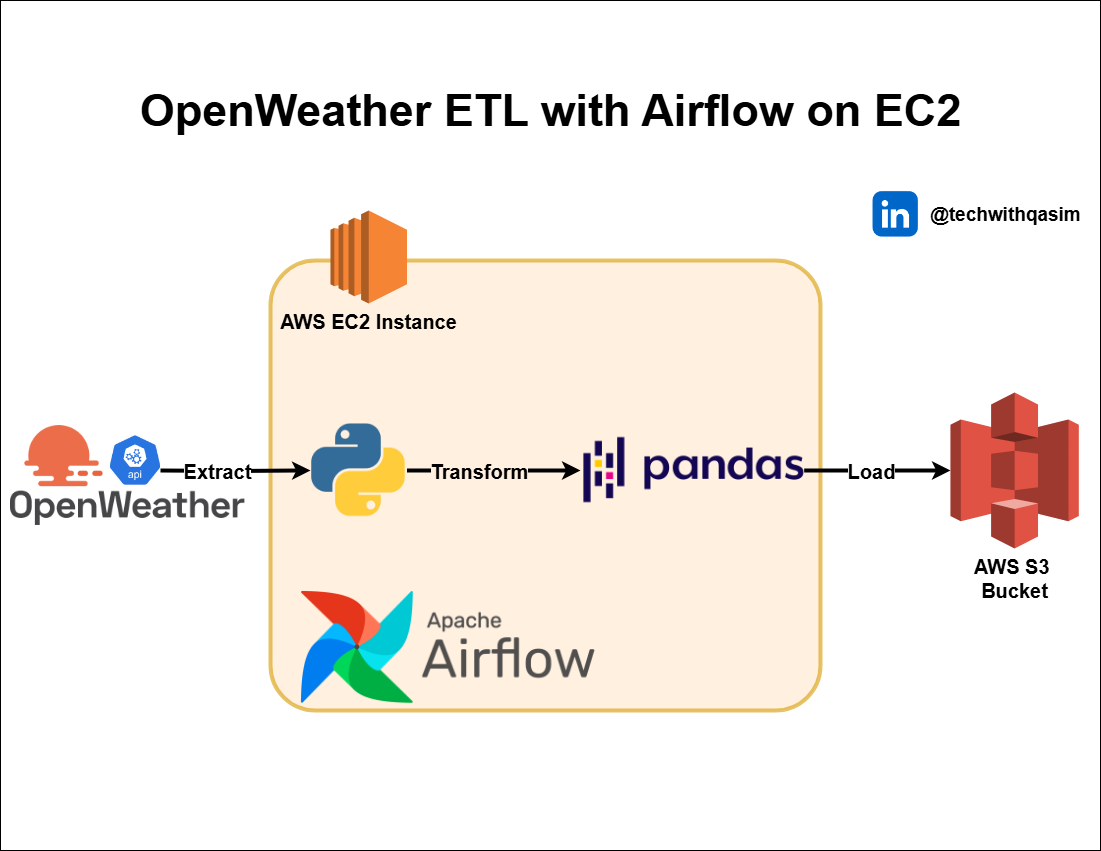 OpenWeather ETL with Airflow on EC2
in @techwithqasim
AWS EC2 Instance
api
OpenWeather
Extract
Transform
pandas
Load
AWS S3
Bucket
Apache
Airflow